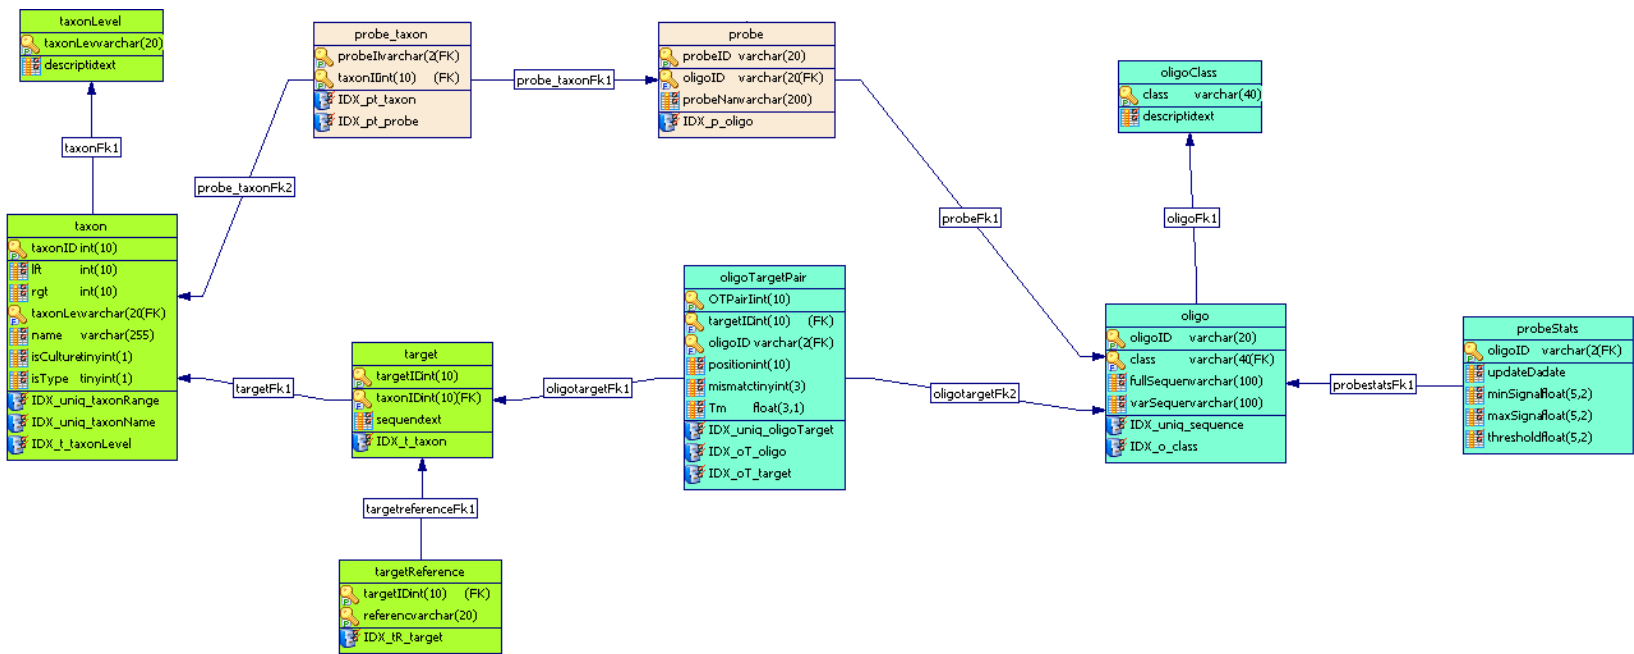 taxonLevel
taxonLevvarchar(20)
descriptidtext
taxonFk1
probe_taxon
probeIlvarchar(2(FK)
taxonIDint(10) (FK)
IDX_pt_taxon
IDX_pt_probe
probe_taxonFk1
probe_taxonFk2
probe
probeID varchar(20)
oligoID varchar(20(FK)
probeNanvarchar(200)
IDX_p_oligo
probeFk1
oligoClass
class varchar(40)
descriptidtext
oligoFk1
taxon
taxonID int(10)
lft int(10)
rgt int(10)
taxonLevvarchar(20(FK)
name varchar(255)
isCulturetinyint(1)
isType tinyint(1)
IDX_uniq_taxonRange
IDX_uniq_taxonName
IDX_t_taxonLevel
targetFk1
target
targetIDint(10)
taxonIDint(10)(FK)
sequendtext
IDX_t_taxon
oligotargetFk1
oligoTargetPair
OTPairIint(10)
targetIDint(10) (FK)
oligoID varchar(2(FK)
positionint(10)
mismatctinyint(3)
Tm float(3,1)
IDX_uniq_oligoTarget
IDX_oT_oligo
IDX_oT_target
oligotargetFk2
oligo
oligoID varchar(20)
class varchar(40(FK)
fullSequenvarchar(100)
varSequervarchar(100)
IDX_uniq_sequence
IDX_o_class
probestatsFk1
probeStats
oligoID varchar(2(FK)
updateDadate
minSignafloat(5,2)
maxSignafloat(5,2)
thresholdfloat(5,2)
targetreferenceFk1
targetReference
targetIDint(10) (FK)
referencvarchar(20)
IDX_tR_target